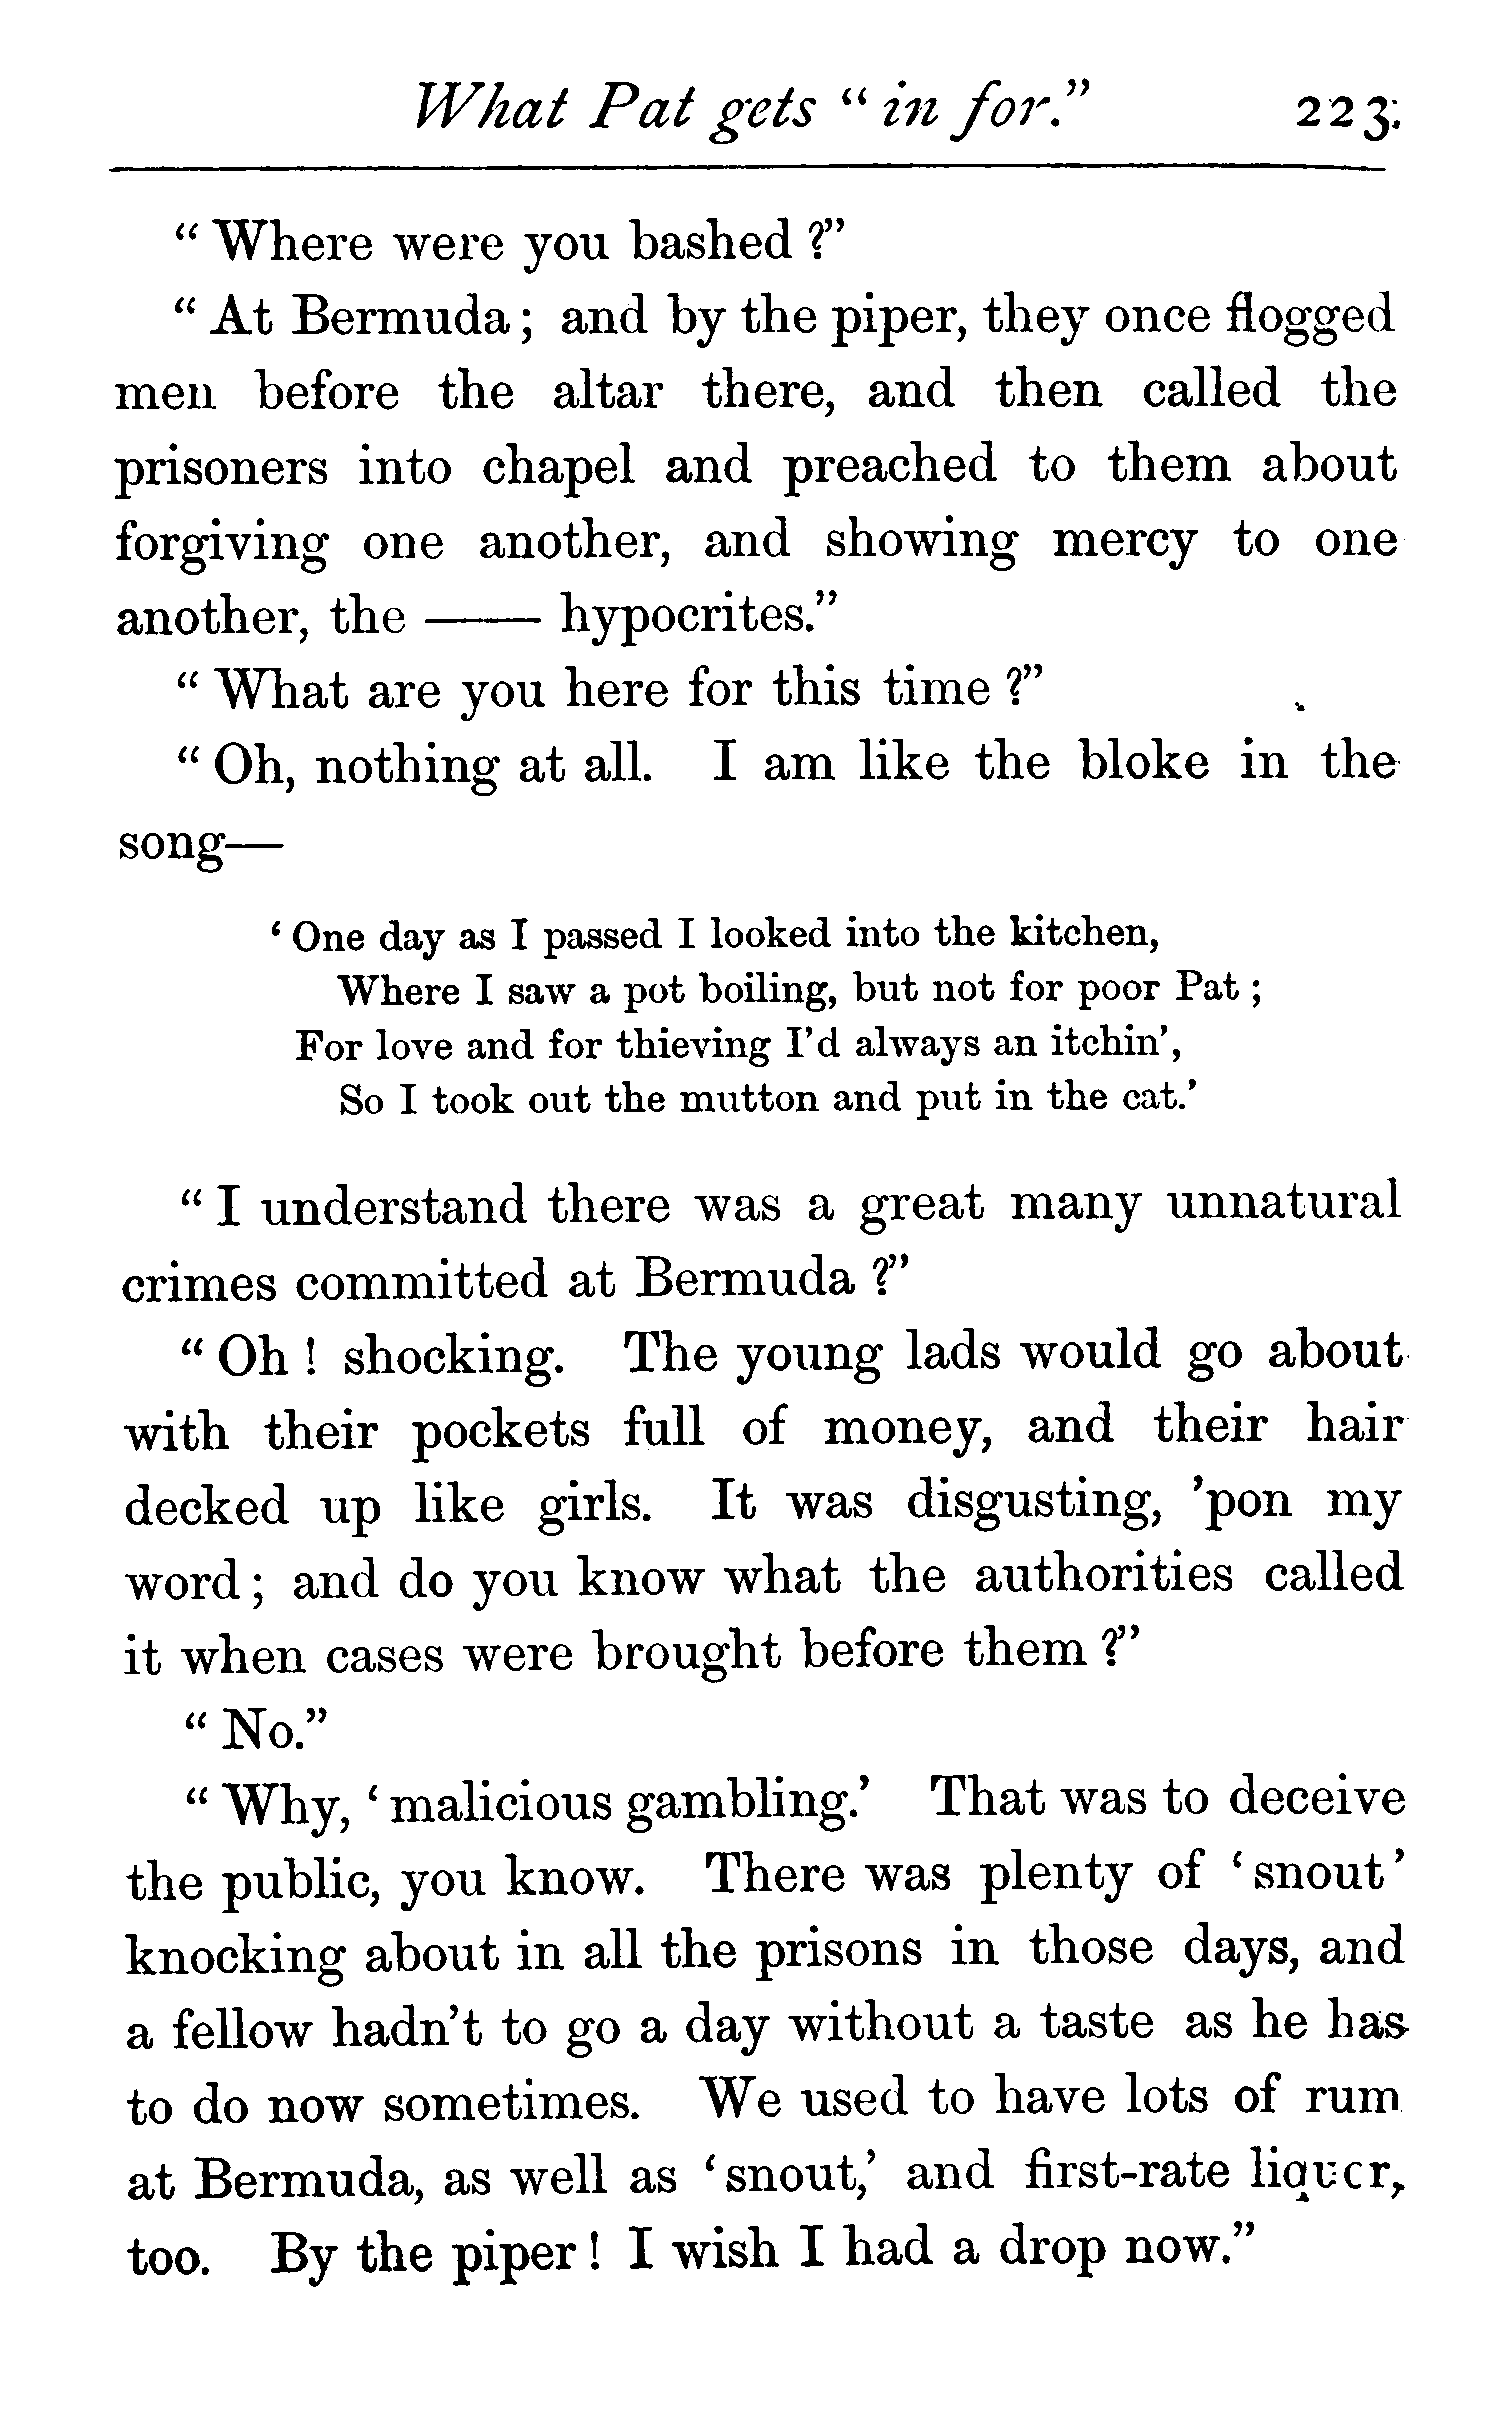 What Pat gets “ in for.” 223
“ Where were you bashed ?”
“ At Bermuda ; and by the piper, they once flogged
men before the altar there, and then called the
prisoners into chapel and preached to them about
forgiving one another, and showing mercy to one
another, the —— hypocrites.”
“ What are you here for this time ?”
“ Oh, nothing at all. I am like the bloke in the
song—
‘ One day as I passed I looked into the kitchen,
Where I saw a pot boiling, but not for poor Pat ;
For love and for thieving I’d always an itchin’,
So I took out the mutton and put in the cat.’
“ I understand there was a great many unnatural
crimes committed at Bermuda ?”
“ Oh ! shocking. The young lads would go about
with their pockets full of money, and their hair
decked up like girls. It was disgusting, ’pon my
word ; and do you know what the authorities called
it when cases were brought before them ?”
“ No.”
“ Why, ‘ malicious gambling.’ That was to deceive
the public, you know. There was plenty of ‘ snout ’
knocking about in all the prisons in those days, and
a fellow hadn’t to go a day without a taste as he has
to do now sometimes. We used to have lots of rum
at Bermuda, as well as ‘ snout,’ and first-rate liquor,
too. By the piper ! I wish I had a drop now.”